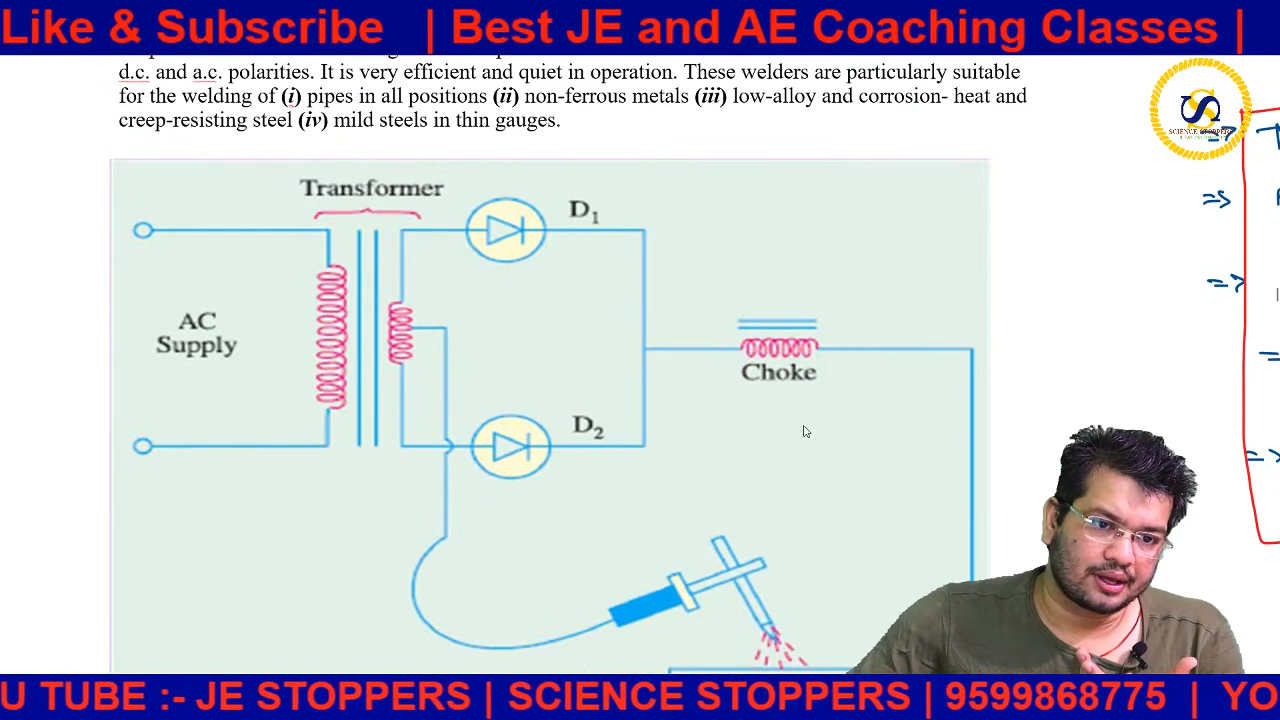 Like & Subscribe | Best JE and AE Coaching Classes |
d.c. and a.c. polarities. It is very efficient and quiet in operation. These welders are particularly suitable
for the welding of (i) pipes in all positions (ii) non-ferrous metals (iii) low-alloy and corrosion- heat and
creep-resisting steel (iv) mild steels in thin gauges.
SCIENCE STOPPERS
Transformer
D1
AC
Supply
Choke
D2
U TUBE :- JE STOPPERS | SCIENCE STOPPERS | 9599868775 | YO